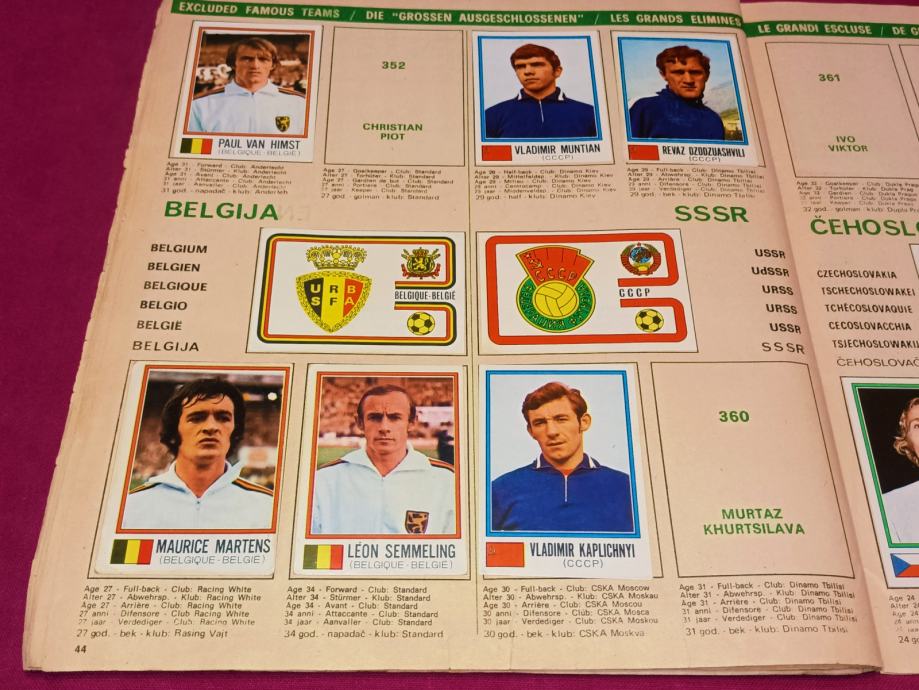 EXCLUDED FAMOUS TEAMS / DIE "GROSSEN AUSGESCHLOSSENEN" / LES GRANDS ELIMINES
PAUL VAN HIMST
(BELGIQUE-BELGIË)
Age 31 - Forward - Club: Anderlecht
352
CHRISTIAN
PIOT
Age 27 - Goalkeeper - Club: Standard
27 god. - golman - klub: Standard
VLADIMIR MUNTIAN
(CCCP)
29 god. - half - klub: Dinamo Kiev
REVAZ DZODZUASHVILI
(CCCP)
29 god. - bek - klub: Dinamo Tbilisi
BELGIJA
SSSR
BELGIUM
BELGIEN
BELGIQUE
BELGIO
BELGIË
BELGIJA
U R B
S F A
BELGIQUE-BELGIË
CCCP
CCCP
USSR
UdSSR
URSS
URSS
USSR
SSSR
MAURICE MARTENS
(BELGIQUE-BELGIË)
Age 27 - Full-back - Club: Racing White
Alter 27 - Abwehrsp. - Klub: Racing White
Age 27 - Arrière - Club: Racing White
27 anni - Difensore - Club: Racing White
27 jaar - Verdediger - Club: Racing White
27 god. - bek - klub: Rasing Vajt
LÉON SEMMELING
(BELGIQUE-BELGIË)
Age 34 - Forward - Club: Standard
Alter 34 - Stürmer - Klub: Standard
Age 34 - Avant - Club: Standard
34 anni - Attaccante - Club: Standard
34 jaar - Aanvaller - Club: Standard
34 god. - napadač - klub: Standard
VLADIMIR KAPLICHNYI
(CCCP)
Age 30 - Full-back - Club: CSKA Moscow
Alter 30 - Abwehrsp. - Klub: CSKA Moskau
Age 30 - Arrière - Club: CSKA Moscou
30 anni - Difensore - Club: CSKA Mosca
30 jaar - Verdediger - Club: CSKA Moskou
30 god. - bek - klub: CSKA Moskva
360
MURTAZ
KHURTSILAVA
Age 31 - Full-back - Club: Dinamo Tbilisi
Alter 31 - Abwehrsp. - Klub: Dinamo Tbilisi
Age 31 - Arrière - Club: Dinamo Tbilisi
31 anni - Difensore - Club: Dinamo Tbilisi
31 jaar - Verdediger - Club: Dinamo Tbilisi
31 god. - bek - klub: Dinamo Tbilisi
44
LE GRANDI ESCLUSE / DE G
361
IVO
VIKTOR
ČEHOSLO
CZECHOSLOVAKIA
TSCHECHOSLOWAKEI
TCHÉCOSLOVAQUIE
CECOSLOVACCHIA
TSJECHOSLOWAKIJ
ČEHOSLOVAČ
Age 24
24 go